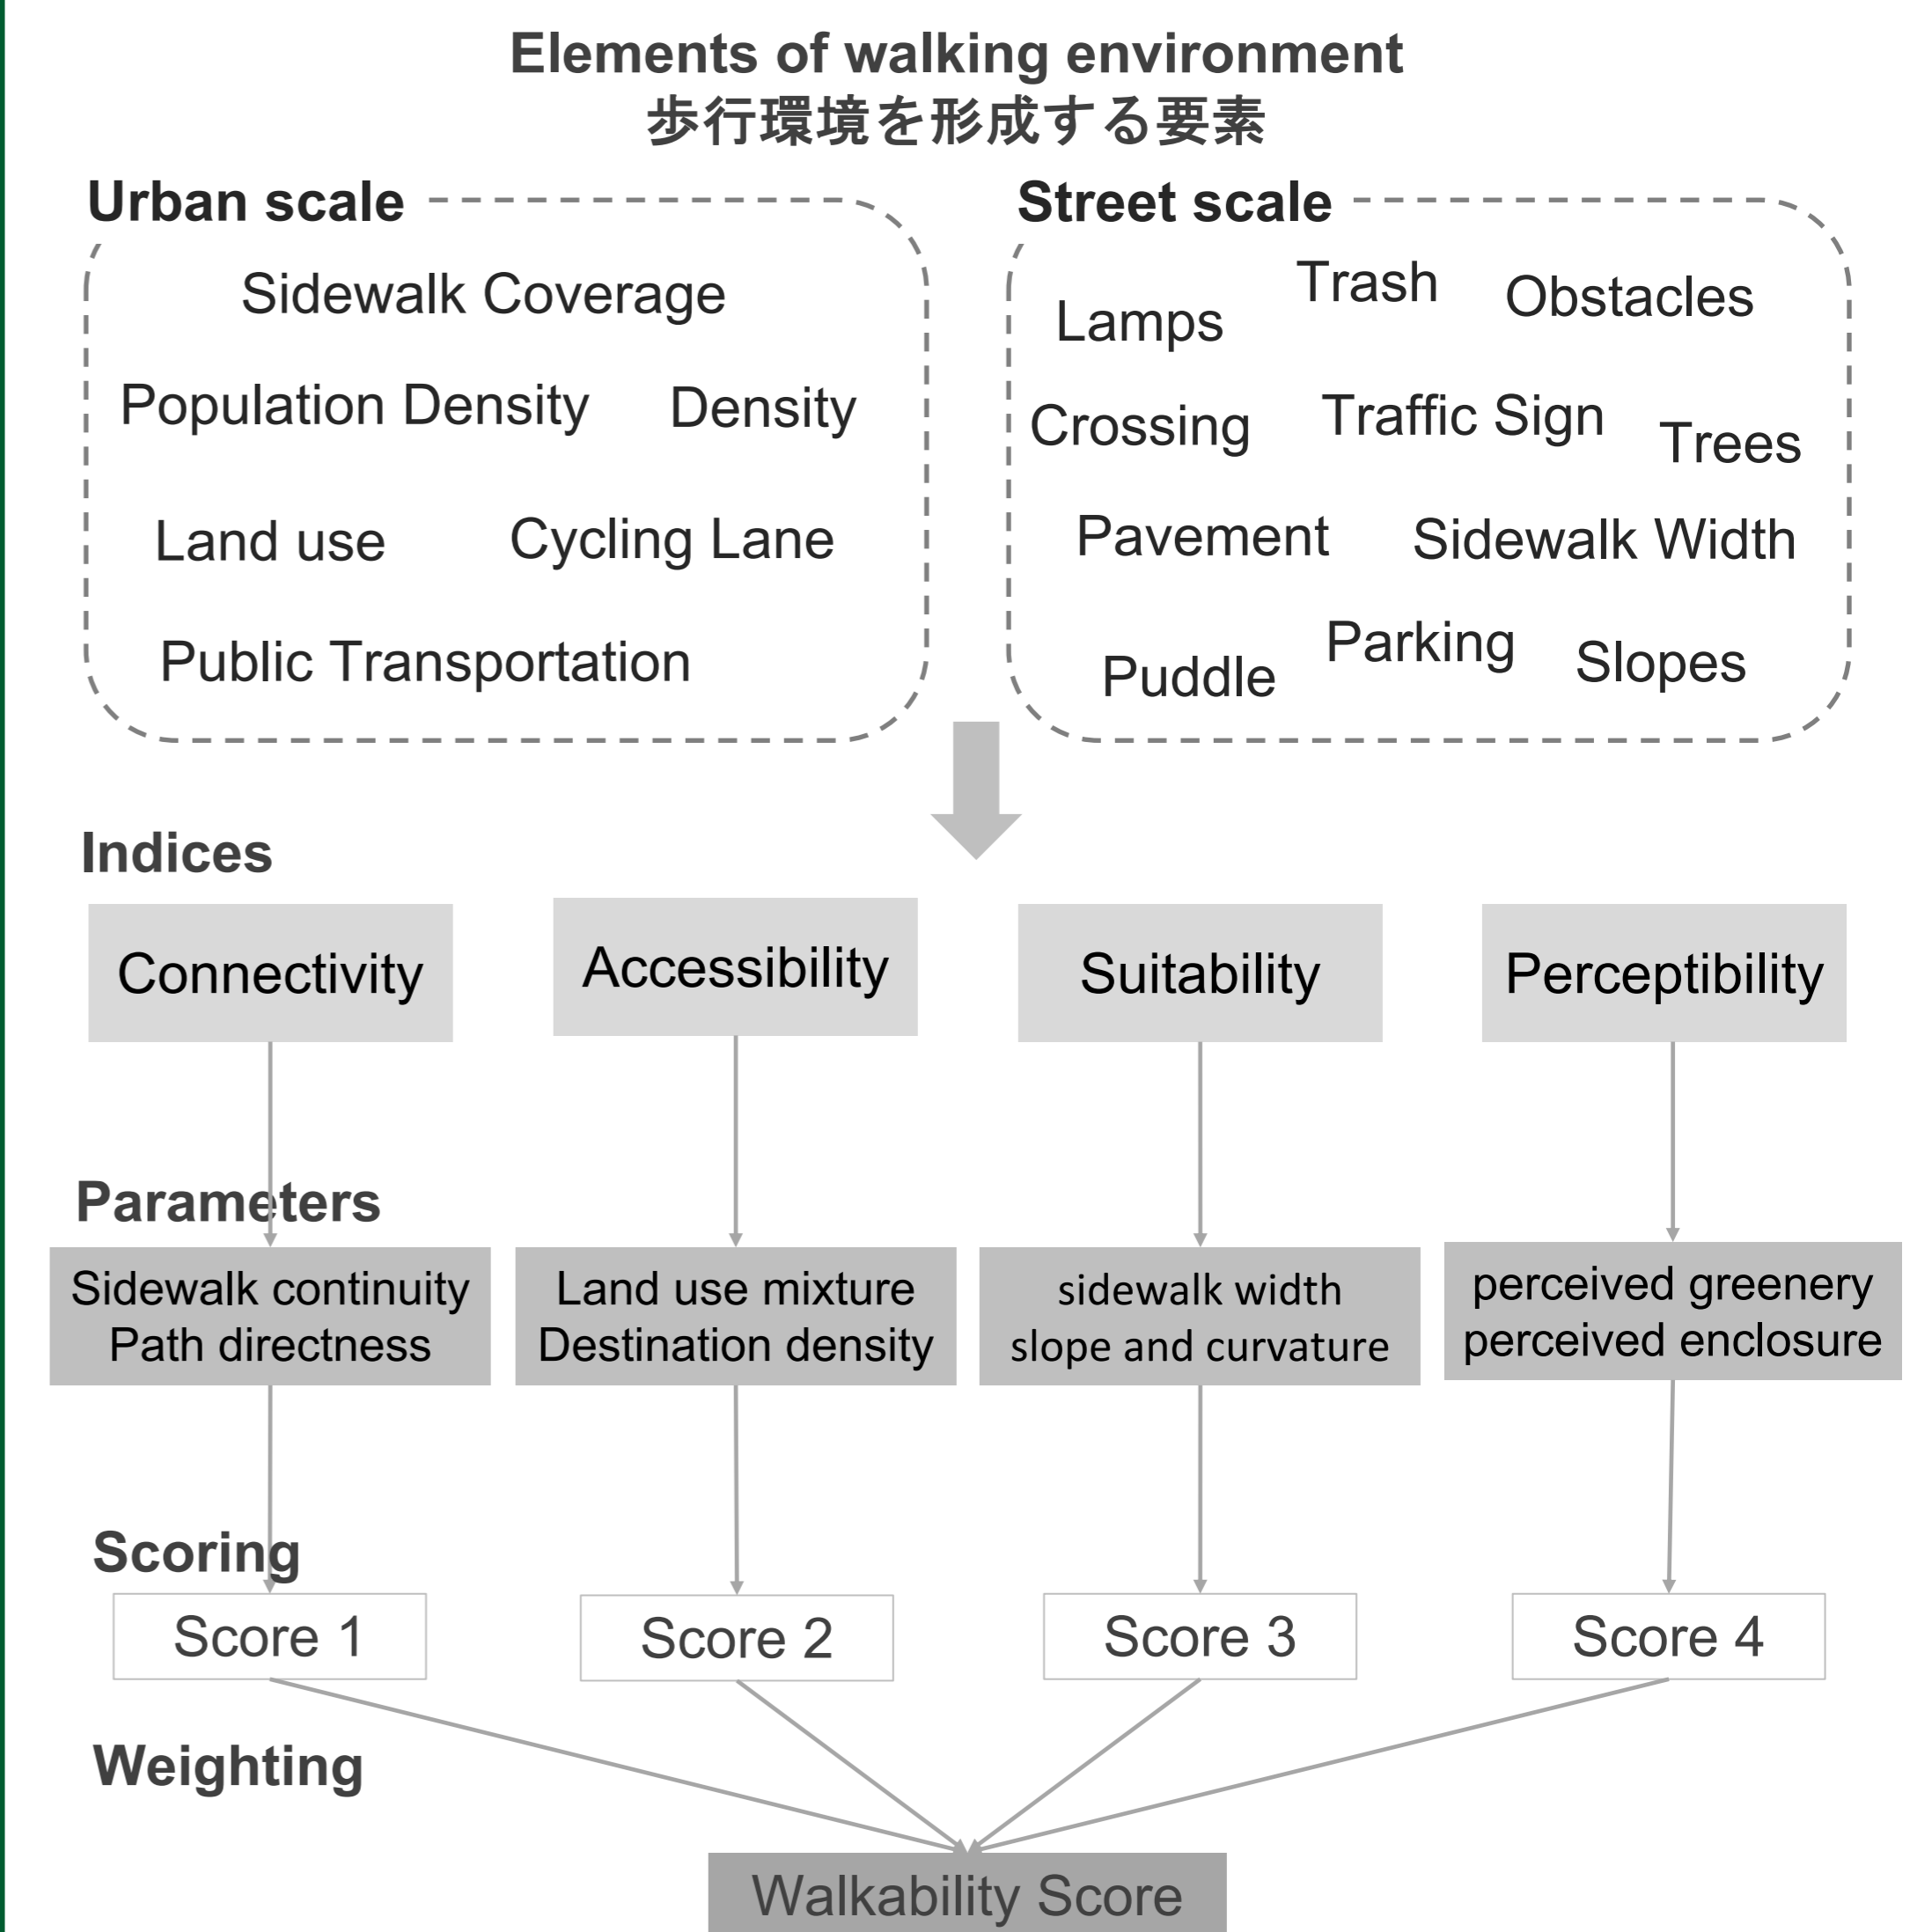 Elements of walking environment
歩行環境を形成する要素
Urban scale
Sidewalk Coverage
Population Density
Density
Land use
Cycling Lane
Public Transportation
Street scale
Lamps
Trash
Obstacles
Crossing
Traffic Sign
Trees
Pavement
Sidewalk Width
Puddle
Parking
Slopes
Indices
Connectivity
Accessibility
Suitability
Perceptibility
Parameters
Sidewalk continuity
Path directness
Land use mixture
Destination density
sidewalk width
slope and curvature
perceived greenery
perceived enclosure
Scoring
Score 1
Score 2
Score 3
Score 4
Weighting
Walkability Score